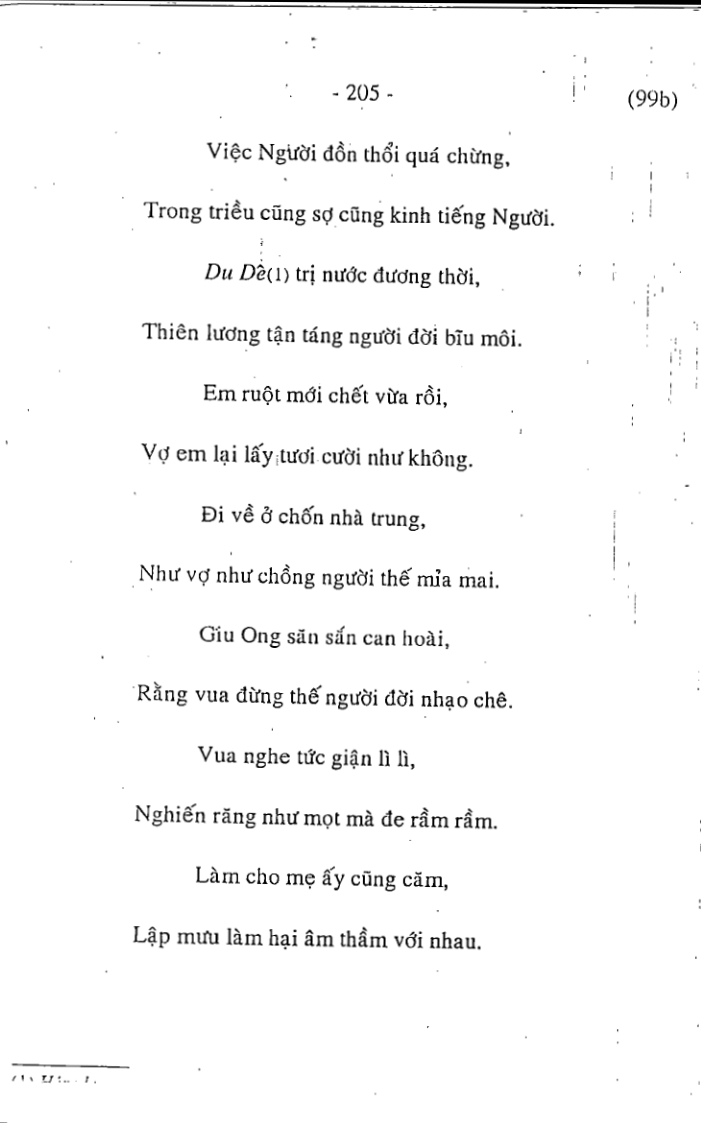 - 205 -
(99b)
Việc Người đồn thổi quá chừng,
Trong triều cũng sợ cũng kinh tiếng Người.
Du Dề(1) trị nước đương thời,
Thiên lương tận táng người đời bĩu môi.
Em ruột mới chết vừa rồi,
Vợ em lại lấy tươi cười như không.
Đi về ở chốn nhà trung,
Như vợ như chồng người thế mỉa mai.
Giu Ong săn sấn can hoài,
Rằng vua đừng thế người đời nhạo chê.
Vua nghe tức giận lì lì,
Nghiến răng như mọt mà đe rầm rầm.
Làm cho mẹ ấy cũng căm,
Lập mưu làm hại âm thầm với nhau.